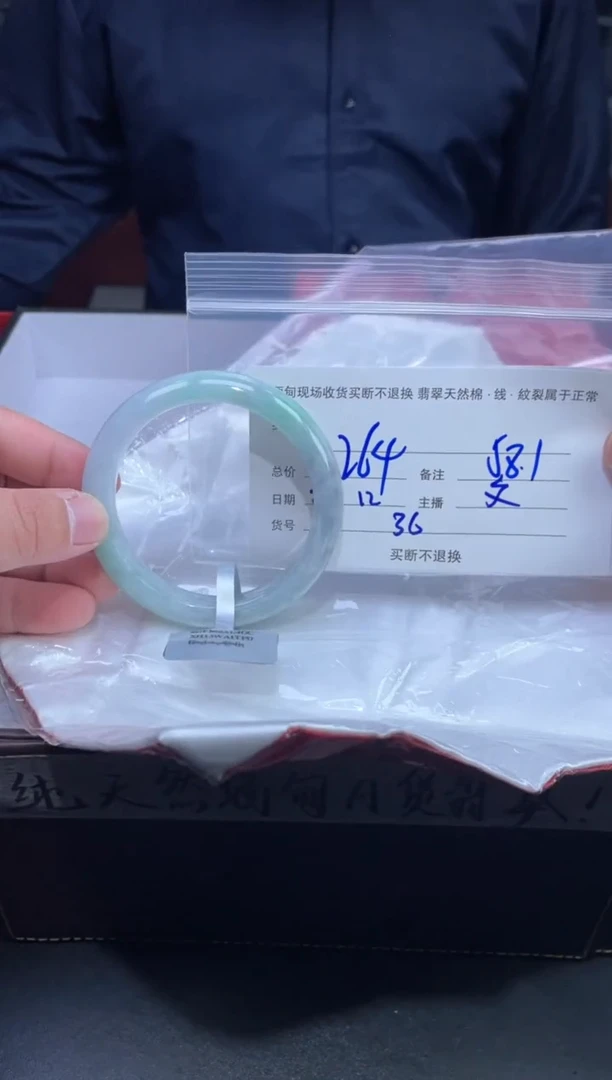 甸现场收货买断不退换 翡翠天然棉·线·紋裂属于正常
总价 264 备注 58.1
日期 12 主播 文
货号 36
买断不退换
纯天然缅甸A货翡翠！